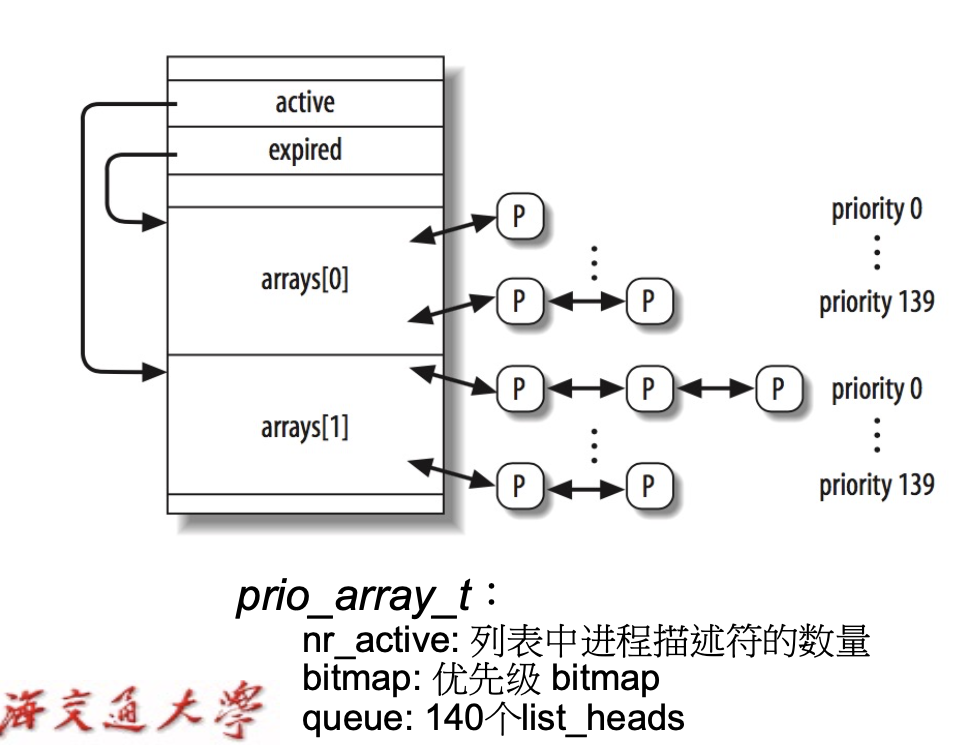 active
expired
P
priority 0
arrays[0]
P P
priority 139
P P P
priority 0
arrays[1]
P P
priority 139
prio_array_t：
nr_active: 列表中进程描述符的数量
bitmap: 优先级 bitmap
queue: 140个list_heads
海交通大學